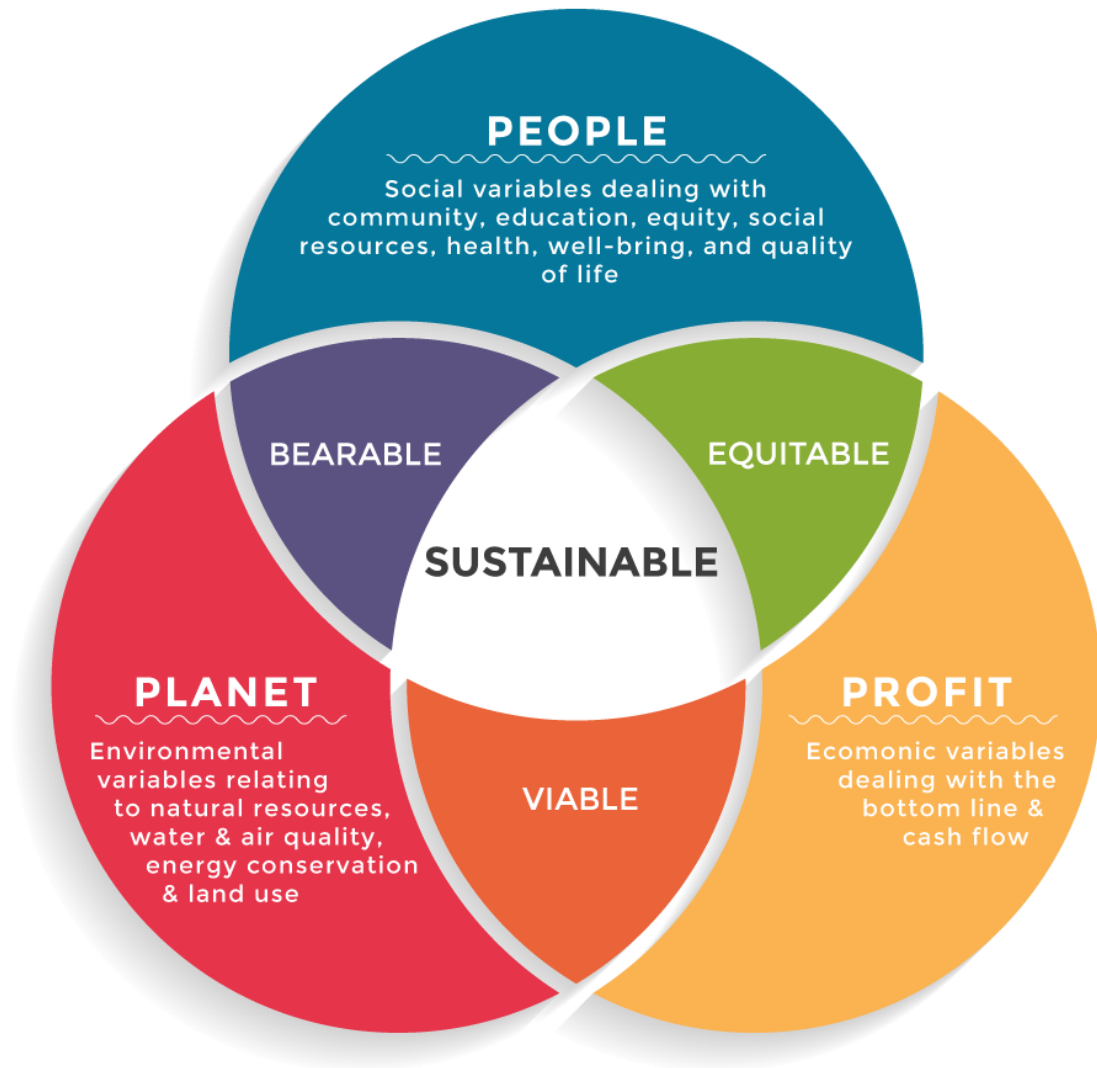 PEOPLE
Social variables dealing with
community, education, equity, social
resources, health, well-bring, and quality
of life
BEARABLE
EQUITABLE
SUSTAINABLE
PLANET
Environmental
variables relating
to natural resources,
water & air quality,
energy conservation
& land use
VIABLE
PROFIT
Ecomonic variables
dealing with the
bottom line &
cash flow